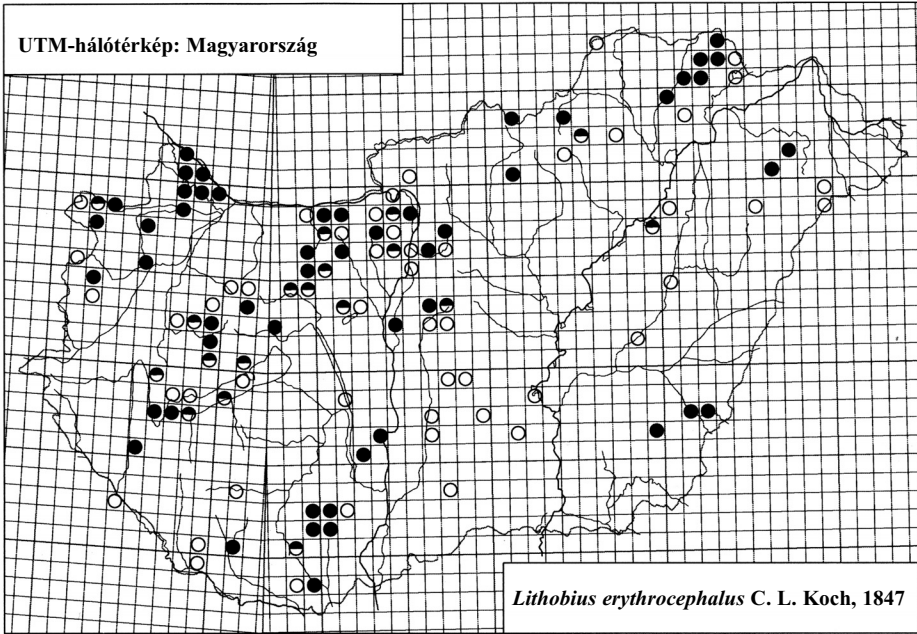 UTM-hálótérkép: Magyarország
Lithobius erythrocephalus C. L. Koch, 1847